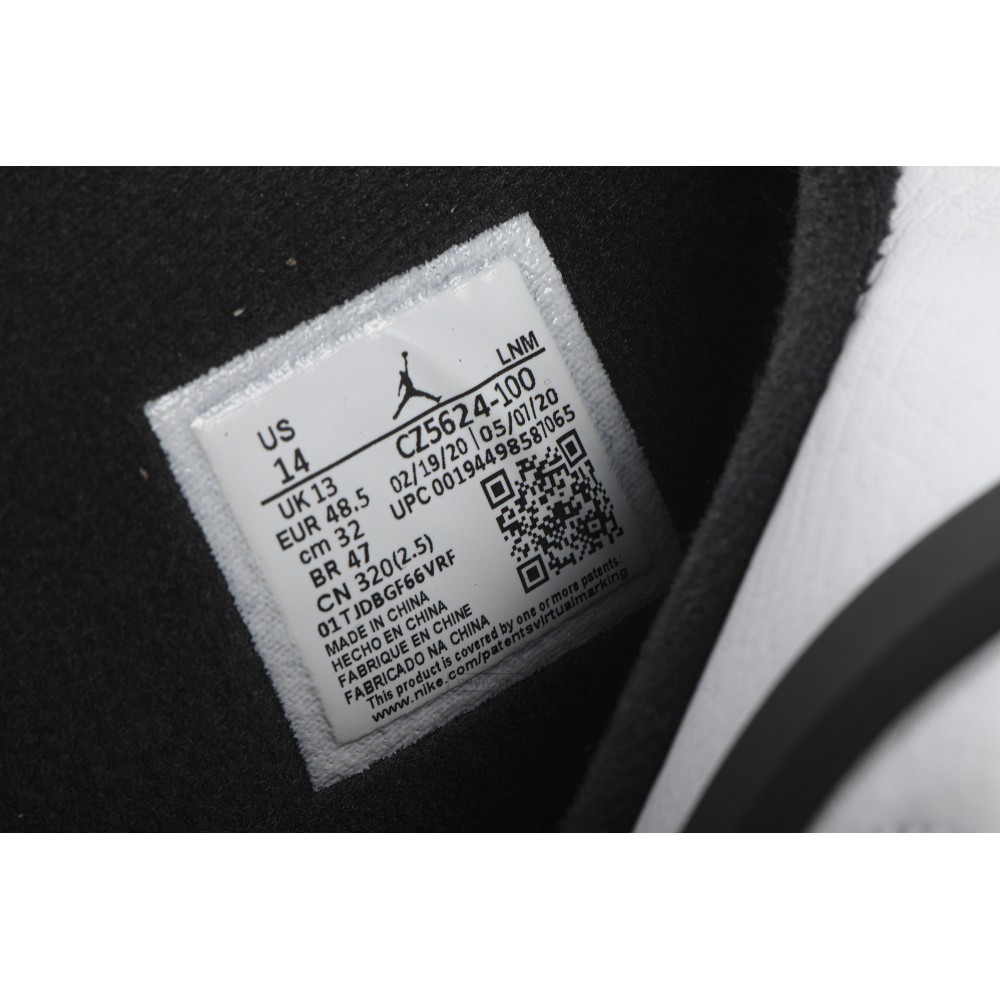 US
14
LNM
UK 13
EUR 48.5
cm 32
BR 47
CN 320(2.5)
CZ5624-100
02/19/20 | 05/07/20
UPC 00194498587065
01TJDBGF66VRF
MADE IN CHINA
HECHO EN CHINA
FABRIQUE EN CHINE
FABRICADO NA CHINA
This product is covered by one or more patents:
www.nike.com/patentsvirtualmarking